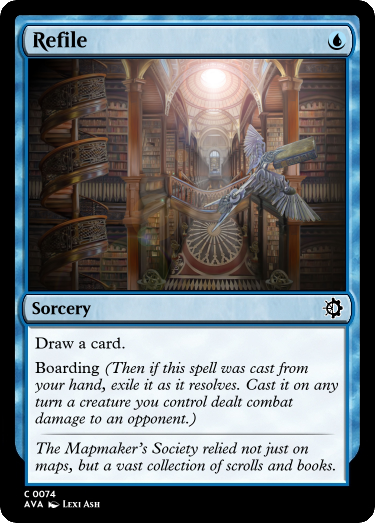 Refile
Sorcery
Draw a card.
Boarding (Then if this spell was cast from
your hand, exile it as it resolves. Cast it on any
turn a creature you control dealt combat
damage to an opponent.)
The Mapmaker's Society relied not just on
maps, but a vast collection of scrolls and books.
C 0074
AVA Lexi Ash